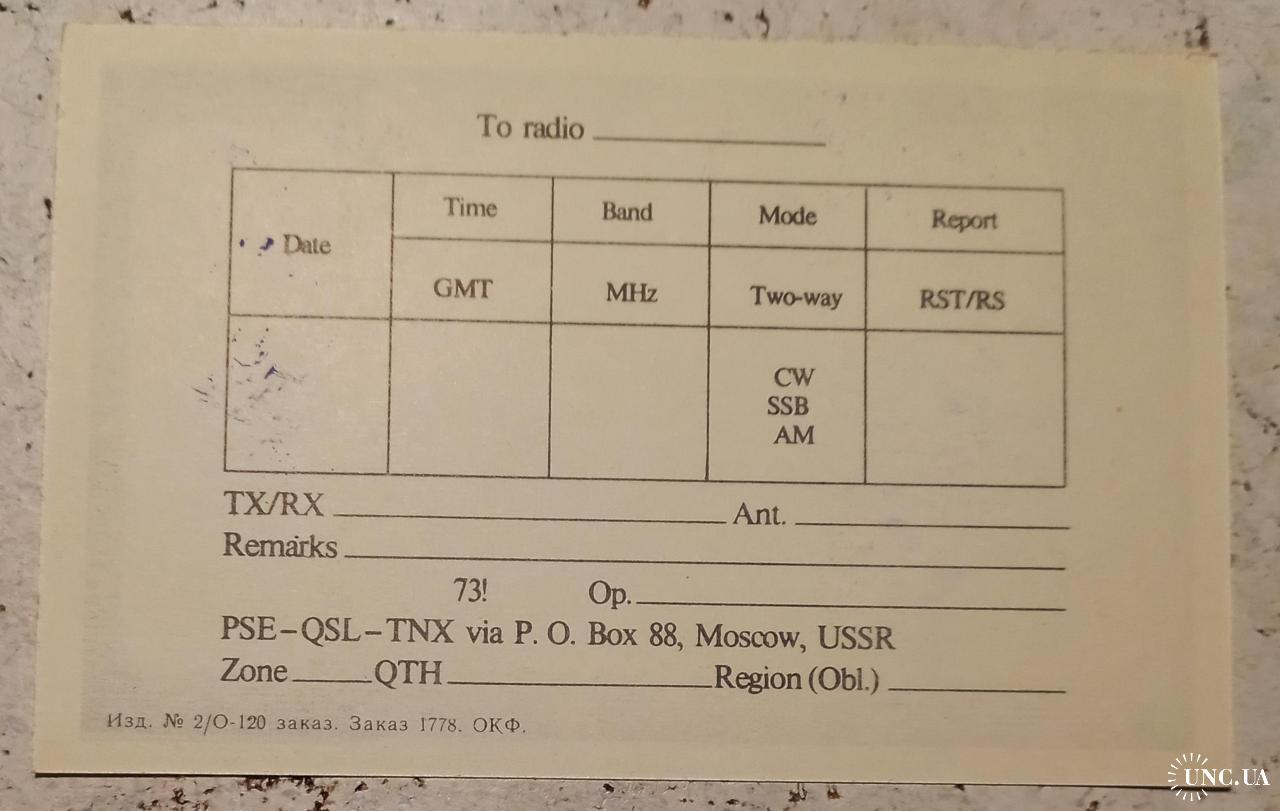 To radio
Date Time Band Mode Report
GMT MHz Two-way RST/RS
CW
SSB
AM
TX/RX Ant.
Remarks
73! Op.
PSE-QSL-TNX via P. O. Box 88, Moscow, USSR
Zone QTH Region (Obl.)
Изд. № 2/О-120 заказ. Заказ 1778. ОКФ.
UNC.UA